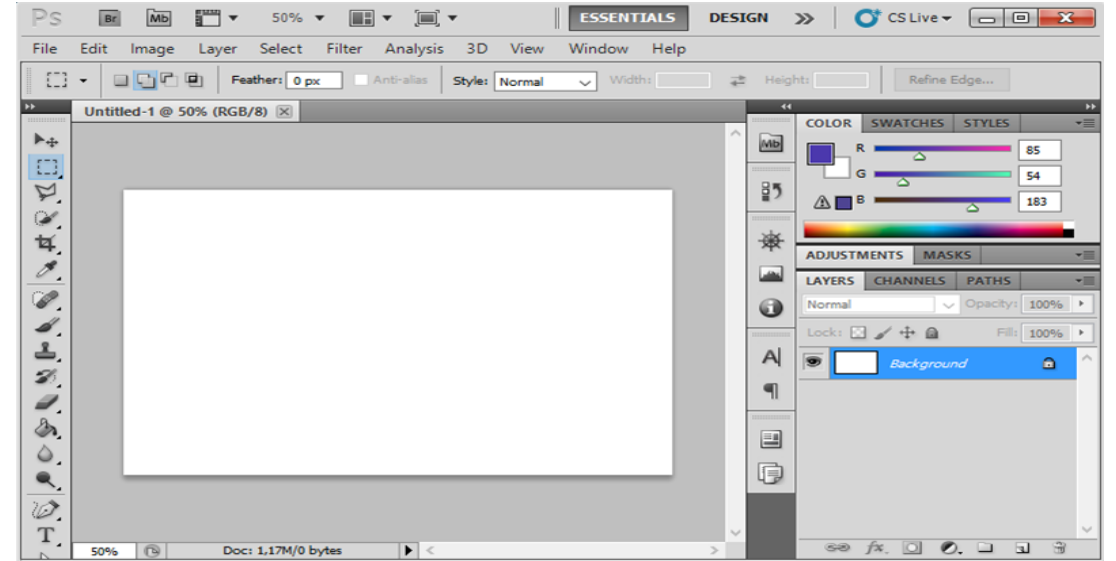 Ps Br Mb 50% ESSENTIALS DESIGN >> CS Live
File Edit Image Layer Select Filter Analysis 3D View Window Help
Feather: 0 px Anti-alias Style: Normal Width: Height: Refine Edge...
Untitled-1 @ 50% (RGB/8)
Mb
COLOR SWATCHES STYLES
R 85
G 54
B 183
ADJUSTMENTS MASKS
LAYERS CHANNELS PATHS
Normal Opacity: 100%
Lock: Fill: 100%
Background
A
T
50% Doc: 1,17M/0 bytes
fx.